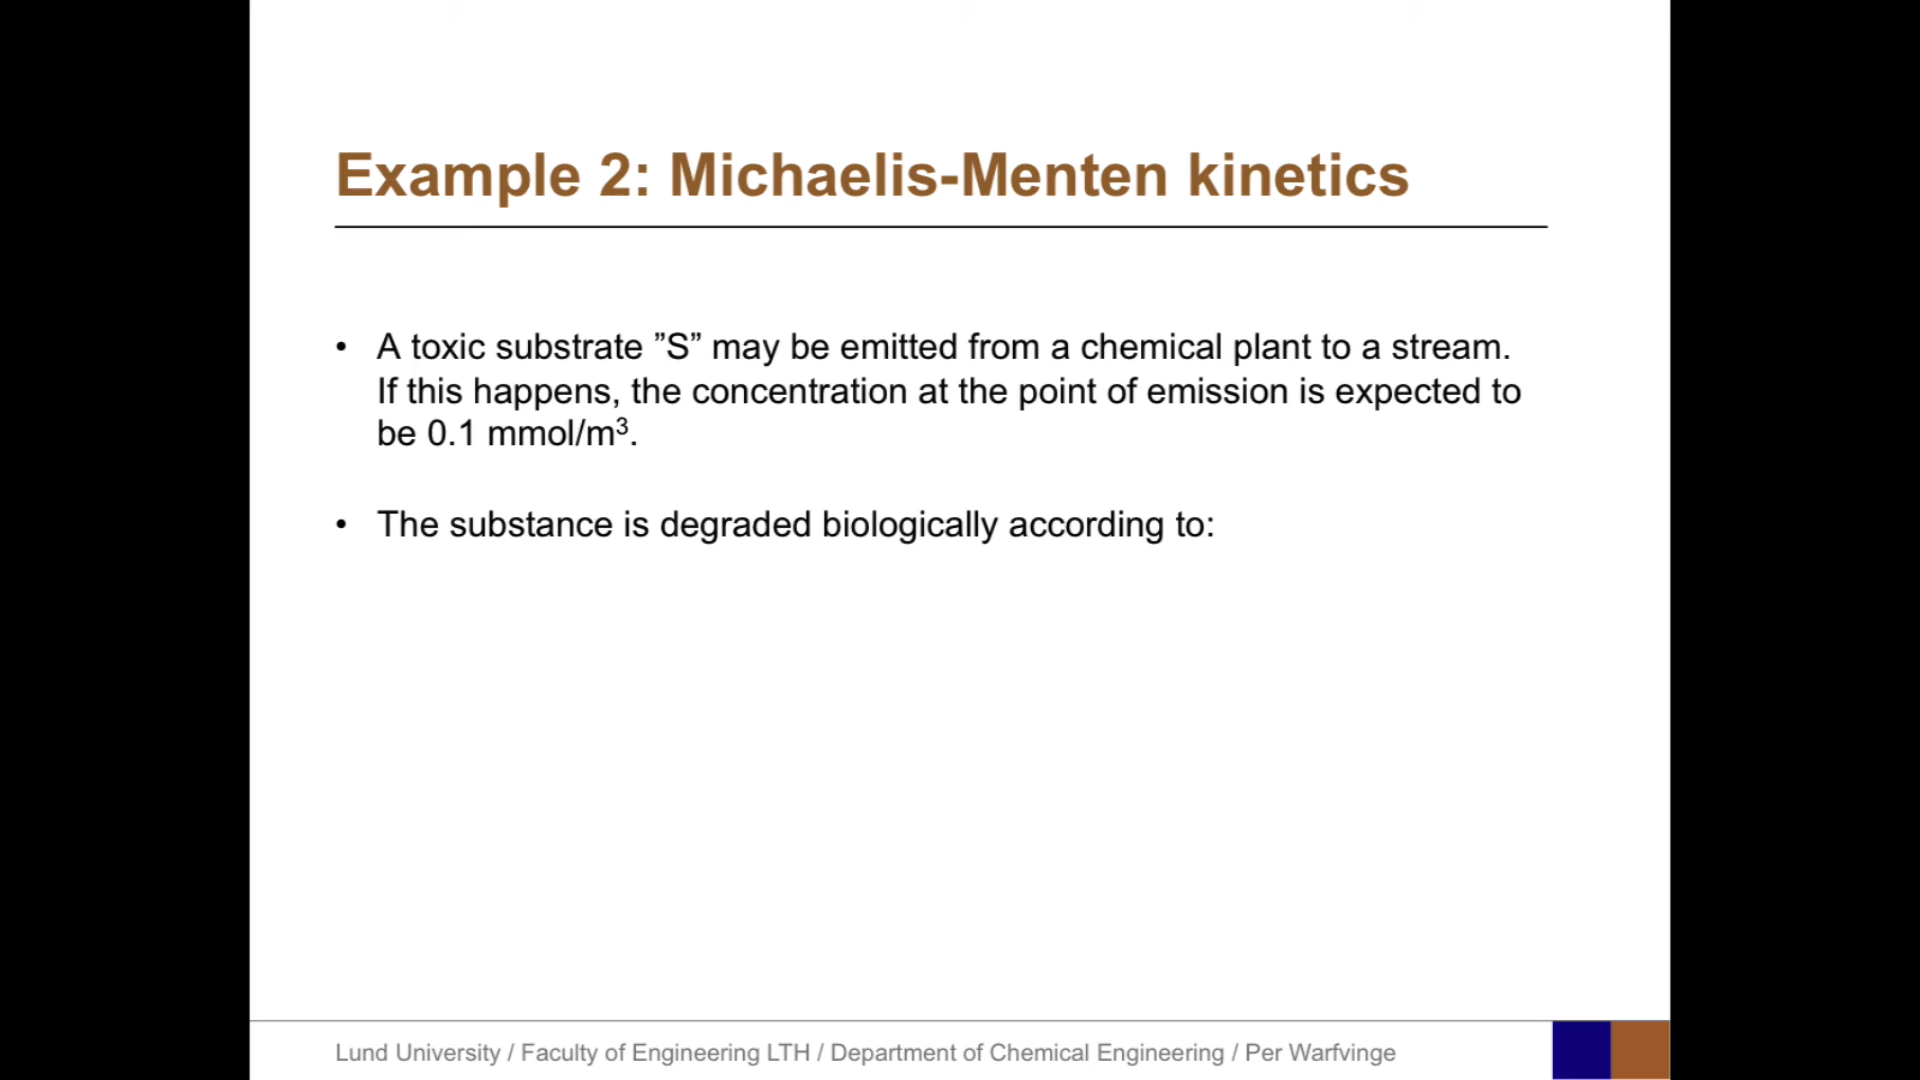 Example 2: Michaelis-Menten kinetics
• A toxic substrate ”S” may be emitted from a chemical plant to a stream.
If this happens, the concentration at the point of emission is expected to
be 0.1 mmol/m³.
• The substance is degraded biologically according to:
Lund University / Faculty of Engineering LTH / Department of Chemical Engineering / Per Warfvinge